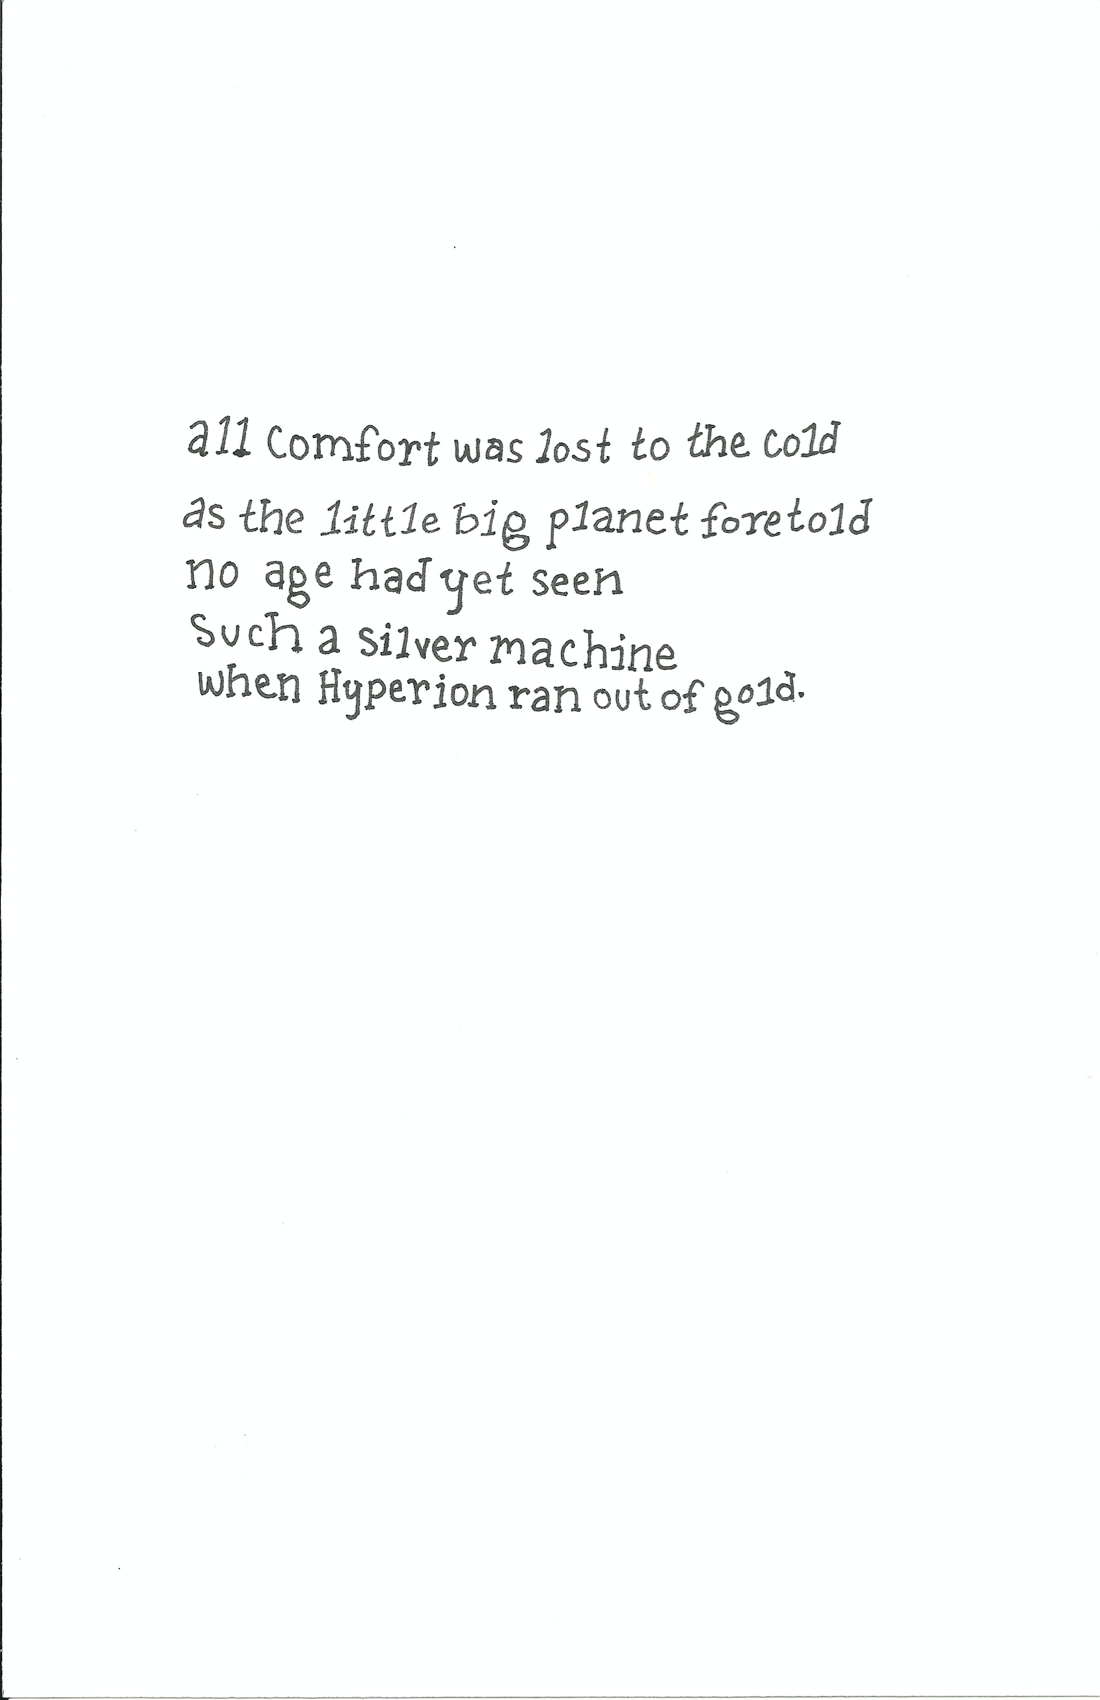 all Comfort was lost to the cold
as the little big planet foretold
no age had yet seen
Such a silver machine
when Hyperion ran out of gold.